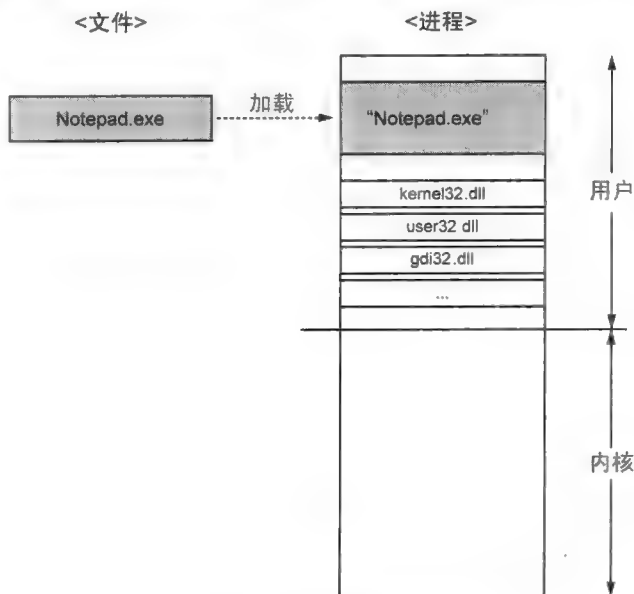 <文件>
<进程>
Notepad.exe
加载
"Notepad.exe"
kernel32.dll
user32 dll
gdi32.dll
...
用户
内核